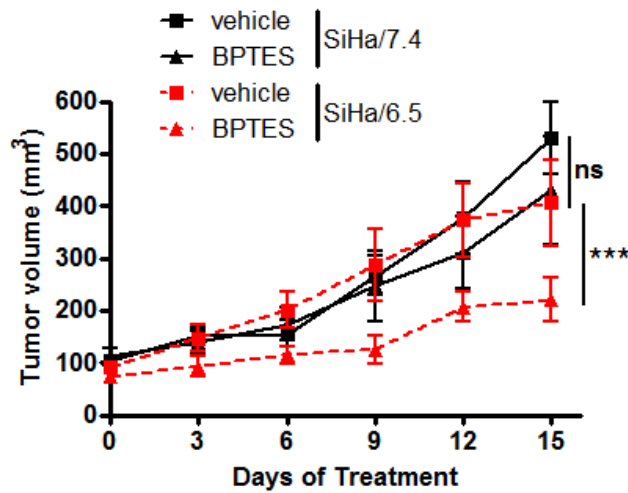 vehicle
BPTES
SiHa/7.4
vehicle
BPTES
SiHa/6.5
600
500
400
300
200
100
0
Tumor volume (mm³)
ns
***
0 3 6 9 12 15
Days of Treatment